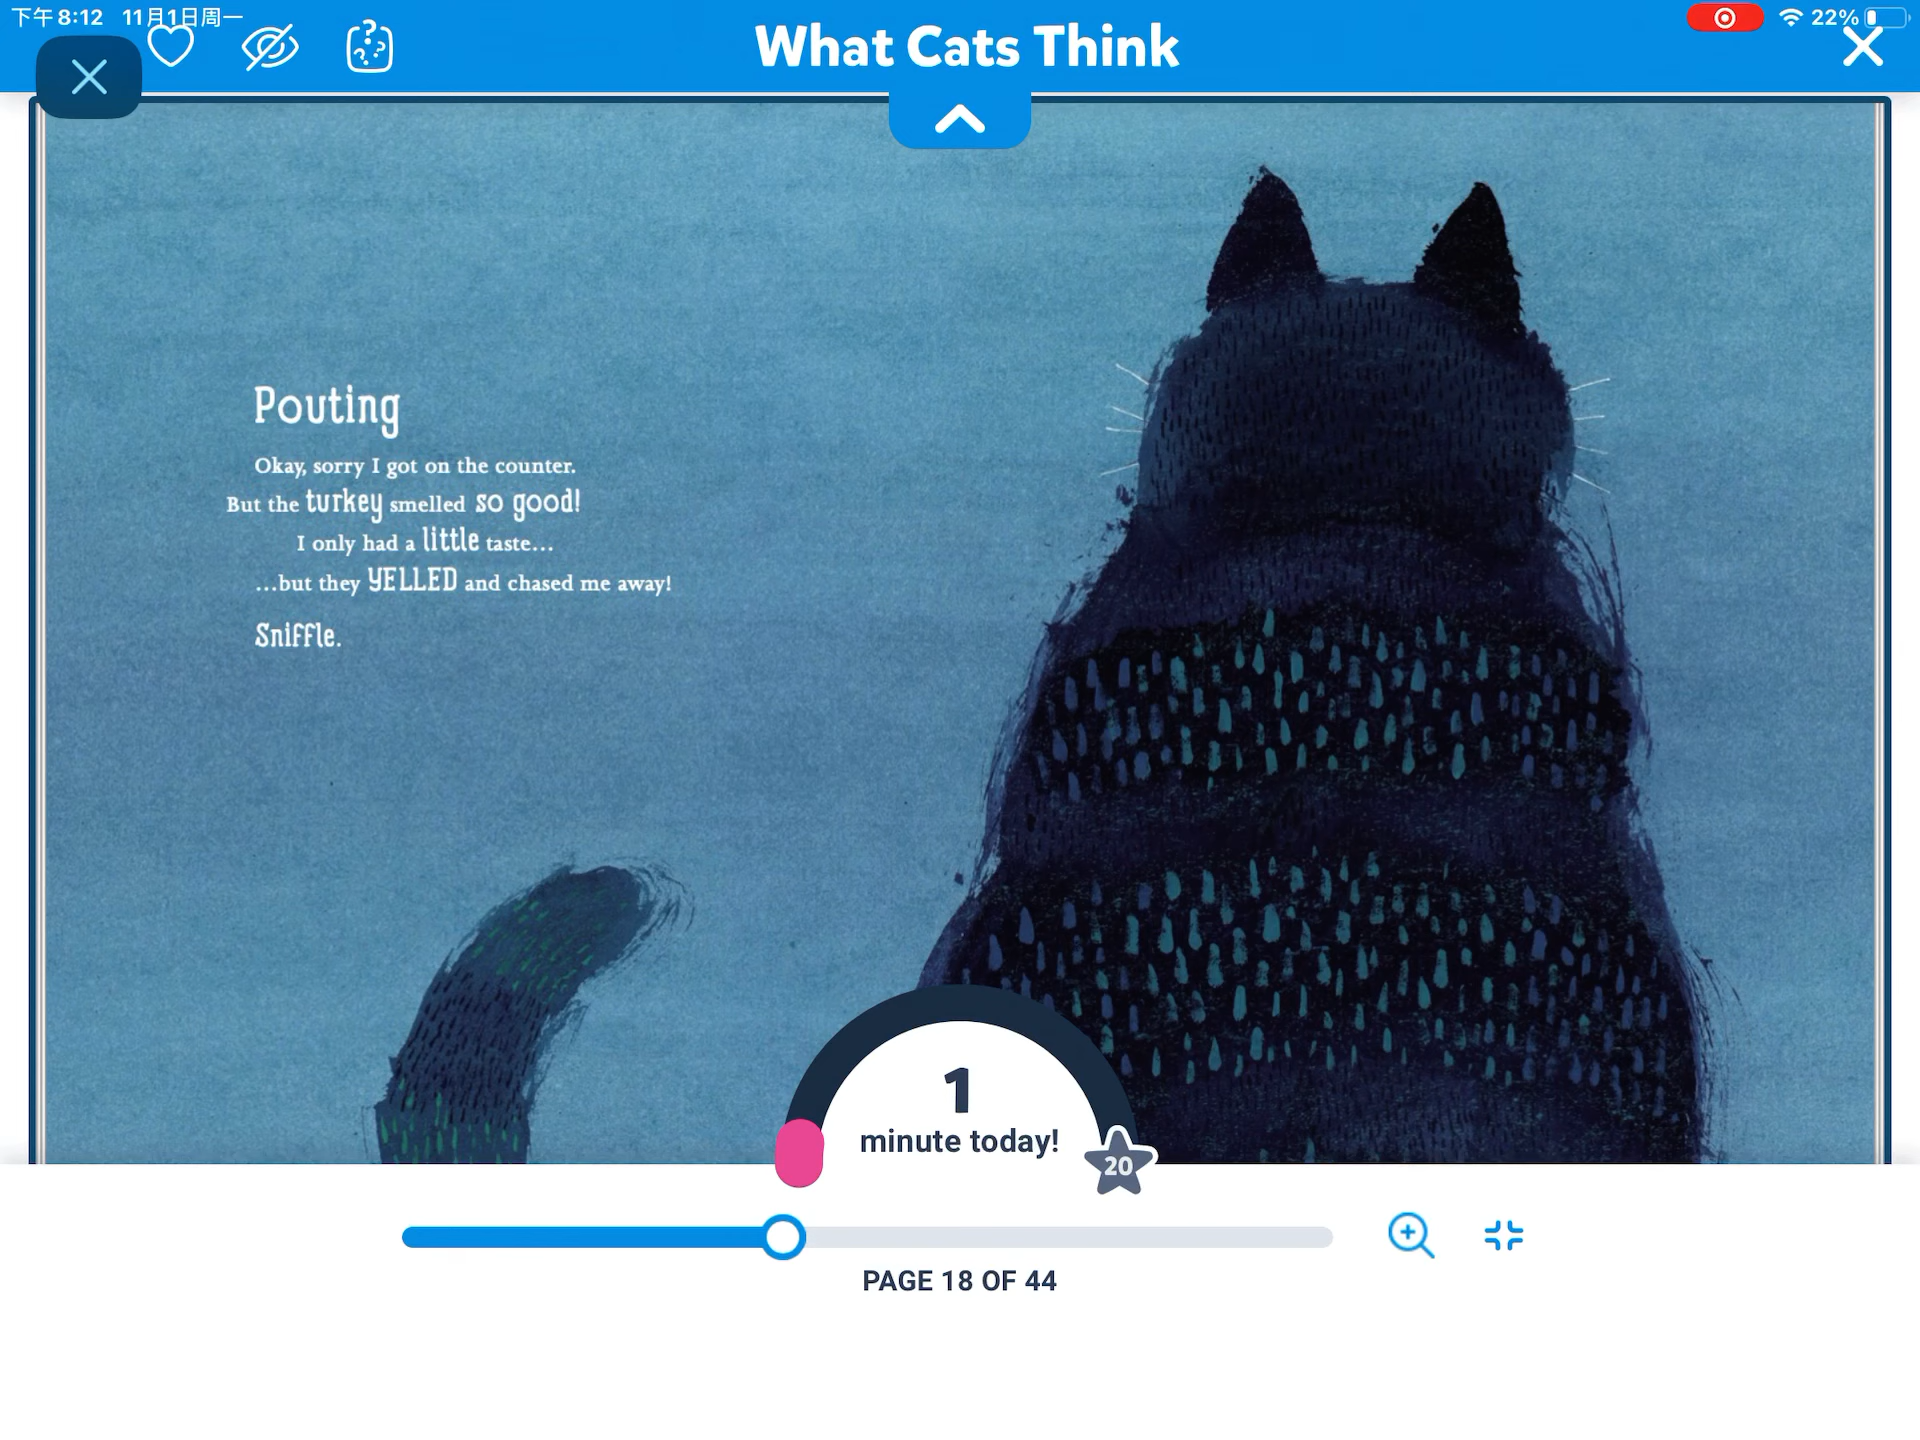 下午8:12 11月1日周一
22%
What Cats Think
Pouting
Okay, sorry I got on the counter.
But the turkey smelled so good!
I only had a little taste...
...but they YELLED and chased me away!
Sniffle.
1
minute today!
20
PAGE 18 OF 44